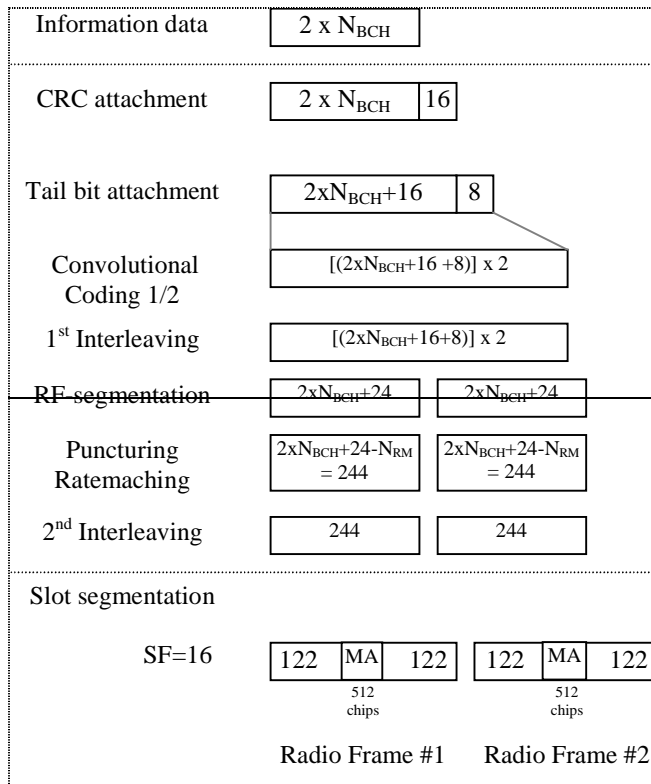 Information data 2 x N_BCH
CRC attachment 2 x N_BCH 16
Tail bit attachment 2xN_BCH+16 8
Convolutional
Coding 1/2
[(2xN_BCH+16 +8)] x 2
1st Interleaving [(2xN_BCH+16+8)] x 2
RF-segmentation 2xN_BCH+24 2xN_BCH+24
Puncturing
Ratemaching
2xN_BCH+24-N_RM
= 244
2xN_BCH+24-N_RM
= 244
2nd Interleaving 244 244
Slot segmentation
SF=16 122 MA 122 122 MA 122
512
chips
512
chips
Radio Frame #1 Radio Frame #2